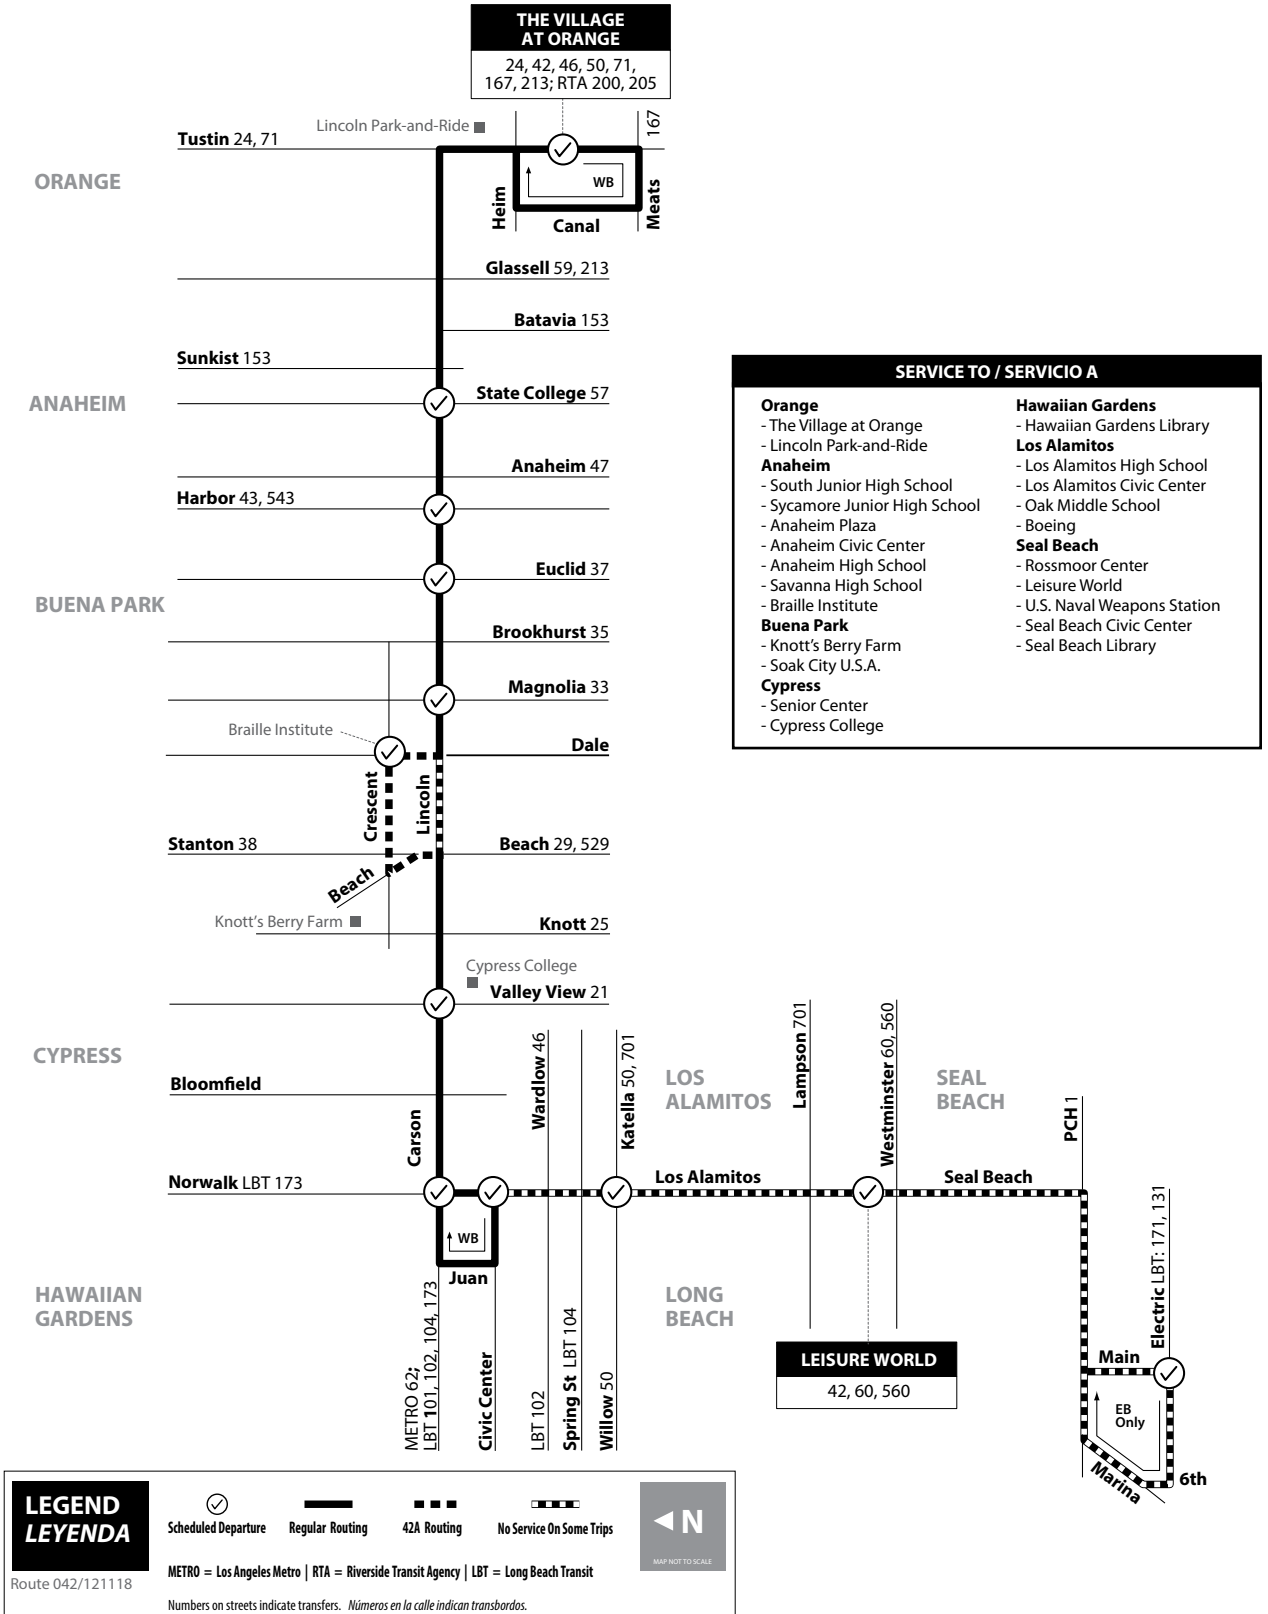 THE VILLAGE
AT ORANGE
24, 42, 46, 50, 71,
167, 213; RTA 200, 205
Lincoln Park-and-Ride
167
Tustin 24, 71
ORANGE
WB
Heim
Meats
Canal
Glassell 59, 213
Batavia 153
Sunkist 153
ANAHEIM
State College 57
Anaheim 47
Harbor 43, 543
Euclid 37
BUENA PARK
Brookhurst 35
Magnolia 33
Braille Institute
Dale
Crescent
Lincoln
Stanton 38
Beach 29, 529
Beach
Knott's Berry Farm
Knott 25
Cypress College
Valley View 21
CYPRESS
Bloomfield
Carson
Wardlow 46
Katella 50, 701
LOS
ALAMITOS
Lampson 701
Westminster 60, 560
SEAL
BEACH
PCH 1
Norwalk LBT 173
Los Alamitos
Seal Beach
WB
Juan
HAWAIIAN
GARDENS
METRO 62;
LBT 101, 102, 104, 173
Civic Center
LBT 102
Spring St LBT 104
Willow 50
LONG
BEACH
LEISURE WORLD
42, 60, 560
Electric LBT: 171, 131
Main
EB
Only
Marina
6th
SERVICE TO / SERVICIO A
Orange
- The Village at Orange
- Lincoln Park-and-Ride
Anaheim
- South Junior High School
- Sycamore Junior High School
- Anaheim Plaza
- Anaheim Civic Center
- Anaheim High School
- Savanna High School
- Braille Institute
Buena Park
- Knott's Berry Farm
- Soak City U.S.A.
Cypress
- Senior Center
- Cypress College
Hawaiian Gardens
- Hawaiian Gardens Library
Los Alamitos
- Los Alamitos High School
- Los Alamitos Civic Center
- Oak Middle School
- Boeing
Seal Beach
- Rossmoor Center
- Leisure World
- U.S. Naval Weapons Station
- Seal Beach Civic Center
- Seal Beach Library
LEGEND
LEYENDA
Route 042/121118
Scheduled Departure
Regular Routing
42A Routing
No Service On Some Trips
N
MAP NOT TO SCALE
METRO = Los Angeles Metro | RTA = Riverside Transit Agency | LBT = Long Beach Transit
Numbers on streets indicate transfers. Números en la calle indican transbordos.